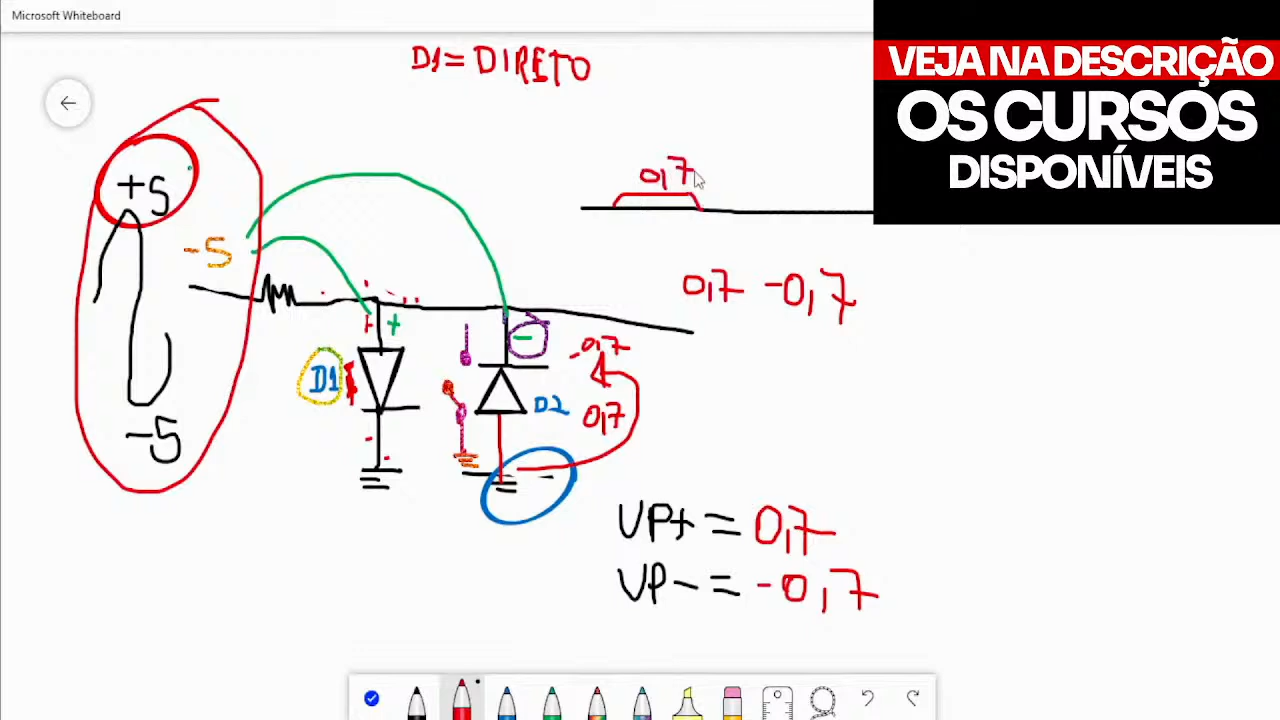 Microsoft Whiteboard
VEJA NA DESCRIÇÃO
OS CURSOS
DISPONÍVEIS
D1 = DIRETO
+5
-5
-5
0,7
0,7 -0,7
+ +
-
D1
D2
-0,7
0,7
VP+ = 0,7
VP- = -0,7